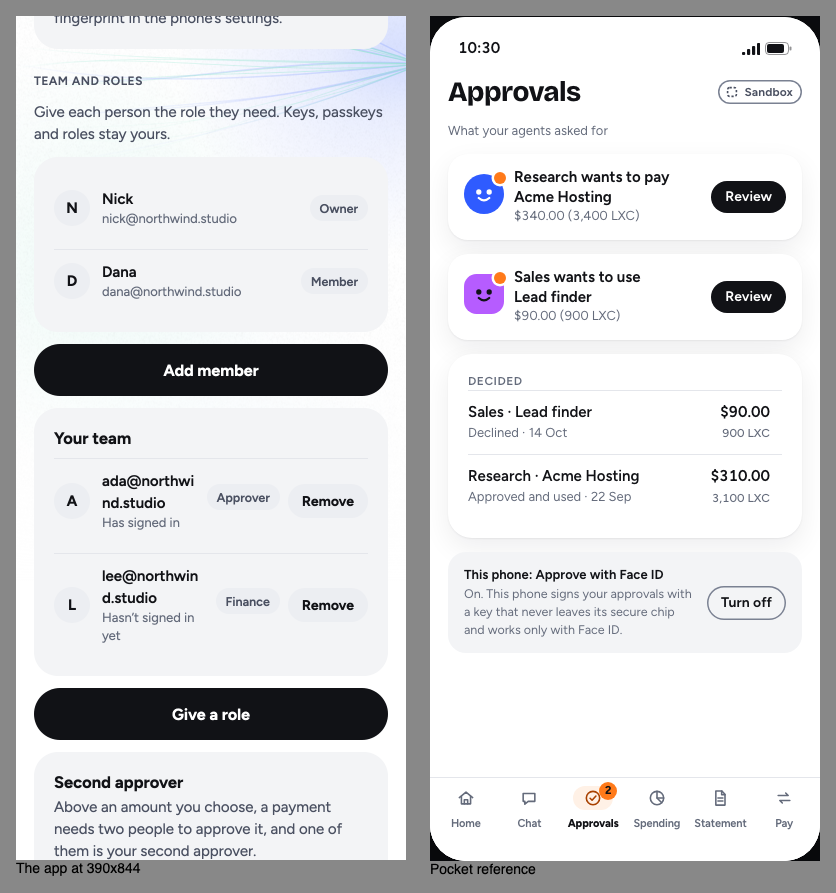 fingerprint in the phone's settings.
TEAM AND ROLES
Give each person the role they need. Keys, passkeys
and roles stay yours.
N
Nick
nick@northwind.studio
Owner
D
Dana
dana@northwind.studio
Member
Add member
Your team
A
ada@northwi
nd.studio
Has signed in
Approver
Remove
L
lee@northwin
d.studio
Hasn't signed in
yet
Finance
Remove
Give a role
Second approver
Above an amount you choose, a payment
needs two people to approve it, and one of
them is your second approver.
The app at 390x844
10:30
Approvals
Sandbox
What your agents asked for
Research wants to pay
Acme Hosting
$340.00 (3,400 LXC)
Review
Sales wants to use
Lead finder
$90.00 (900 LXC)
Review
DECIDED
Sales · Lead finder
$90.00
Declined · 14 Oct
900 LXC
Research · Acme Hosting
$310.00
Approved and used · 22 Sep
3,100 LXC
This phone: Approve with Face ID
On. This phone signs your approvals with
a key that never leaves its secure chip
and works only with Face ID.
Turn off
2
Home
Chat
Approvals
Spending
Statement
Pay
Pocket reference